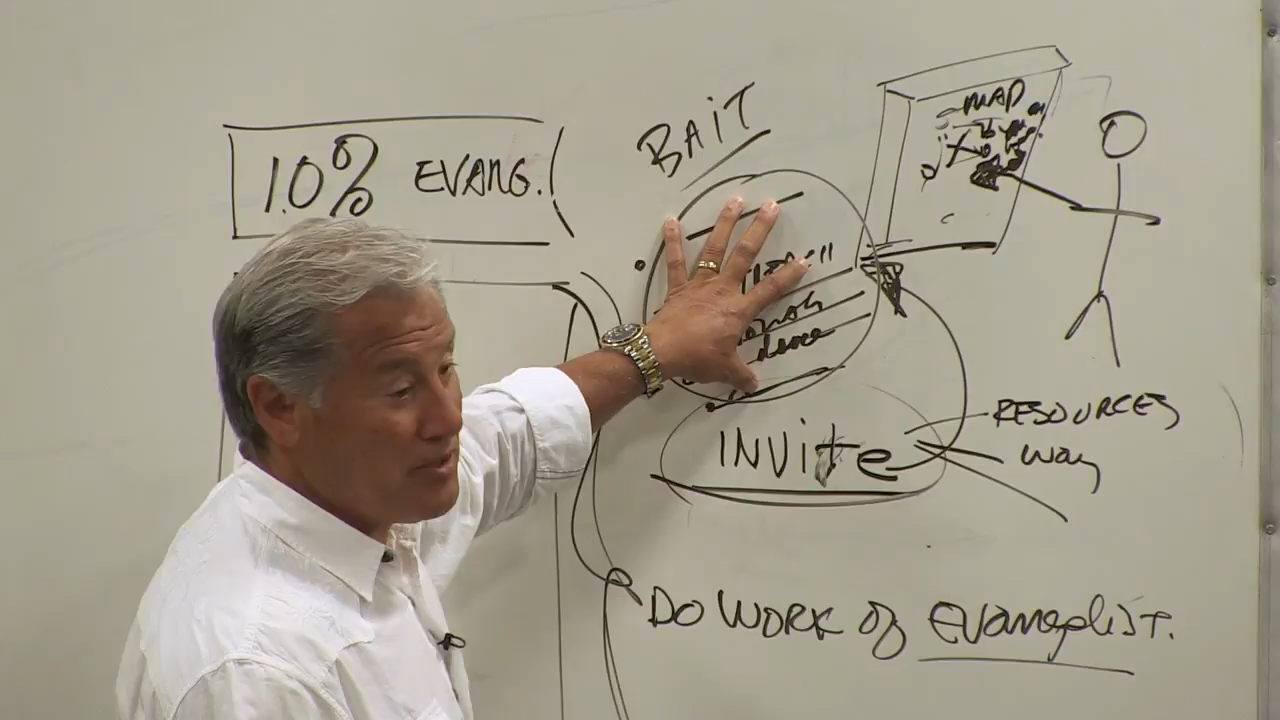 10% EVANG.
BAIT
MAP
INVite
RESOURCES
way
DO WORK of evangelist.